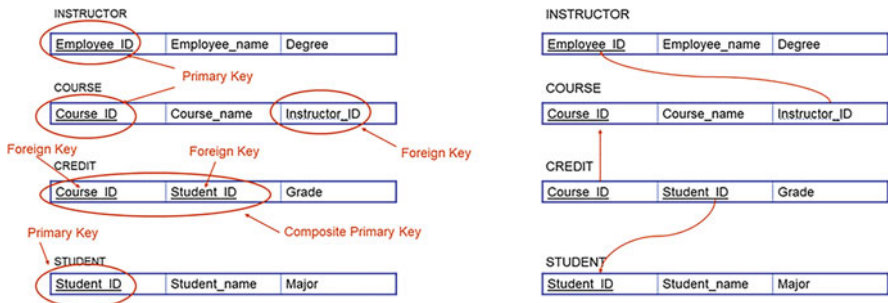 INSTRUCTOR
Employee_ID Employee_name Degree
Primary Key
COURSE
Course_ID Course_name Instructor_ID
Foreign Key Foreign Key Foreign Key
CREDIT
Course_ID Student_ID Grade
Primary Key Composite Primary Key
STUDENT
Student_ID Student_name Major
INSTRUCTOR
Employee_ID Employee_name Degree
COURSE
Course_ID Course_name Instructor_ID
CREDIT
Course_ID Student_ID Grade
STUDENT
Student_ID Student_name Major